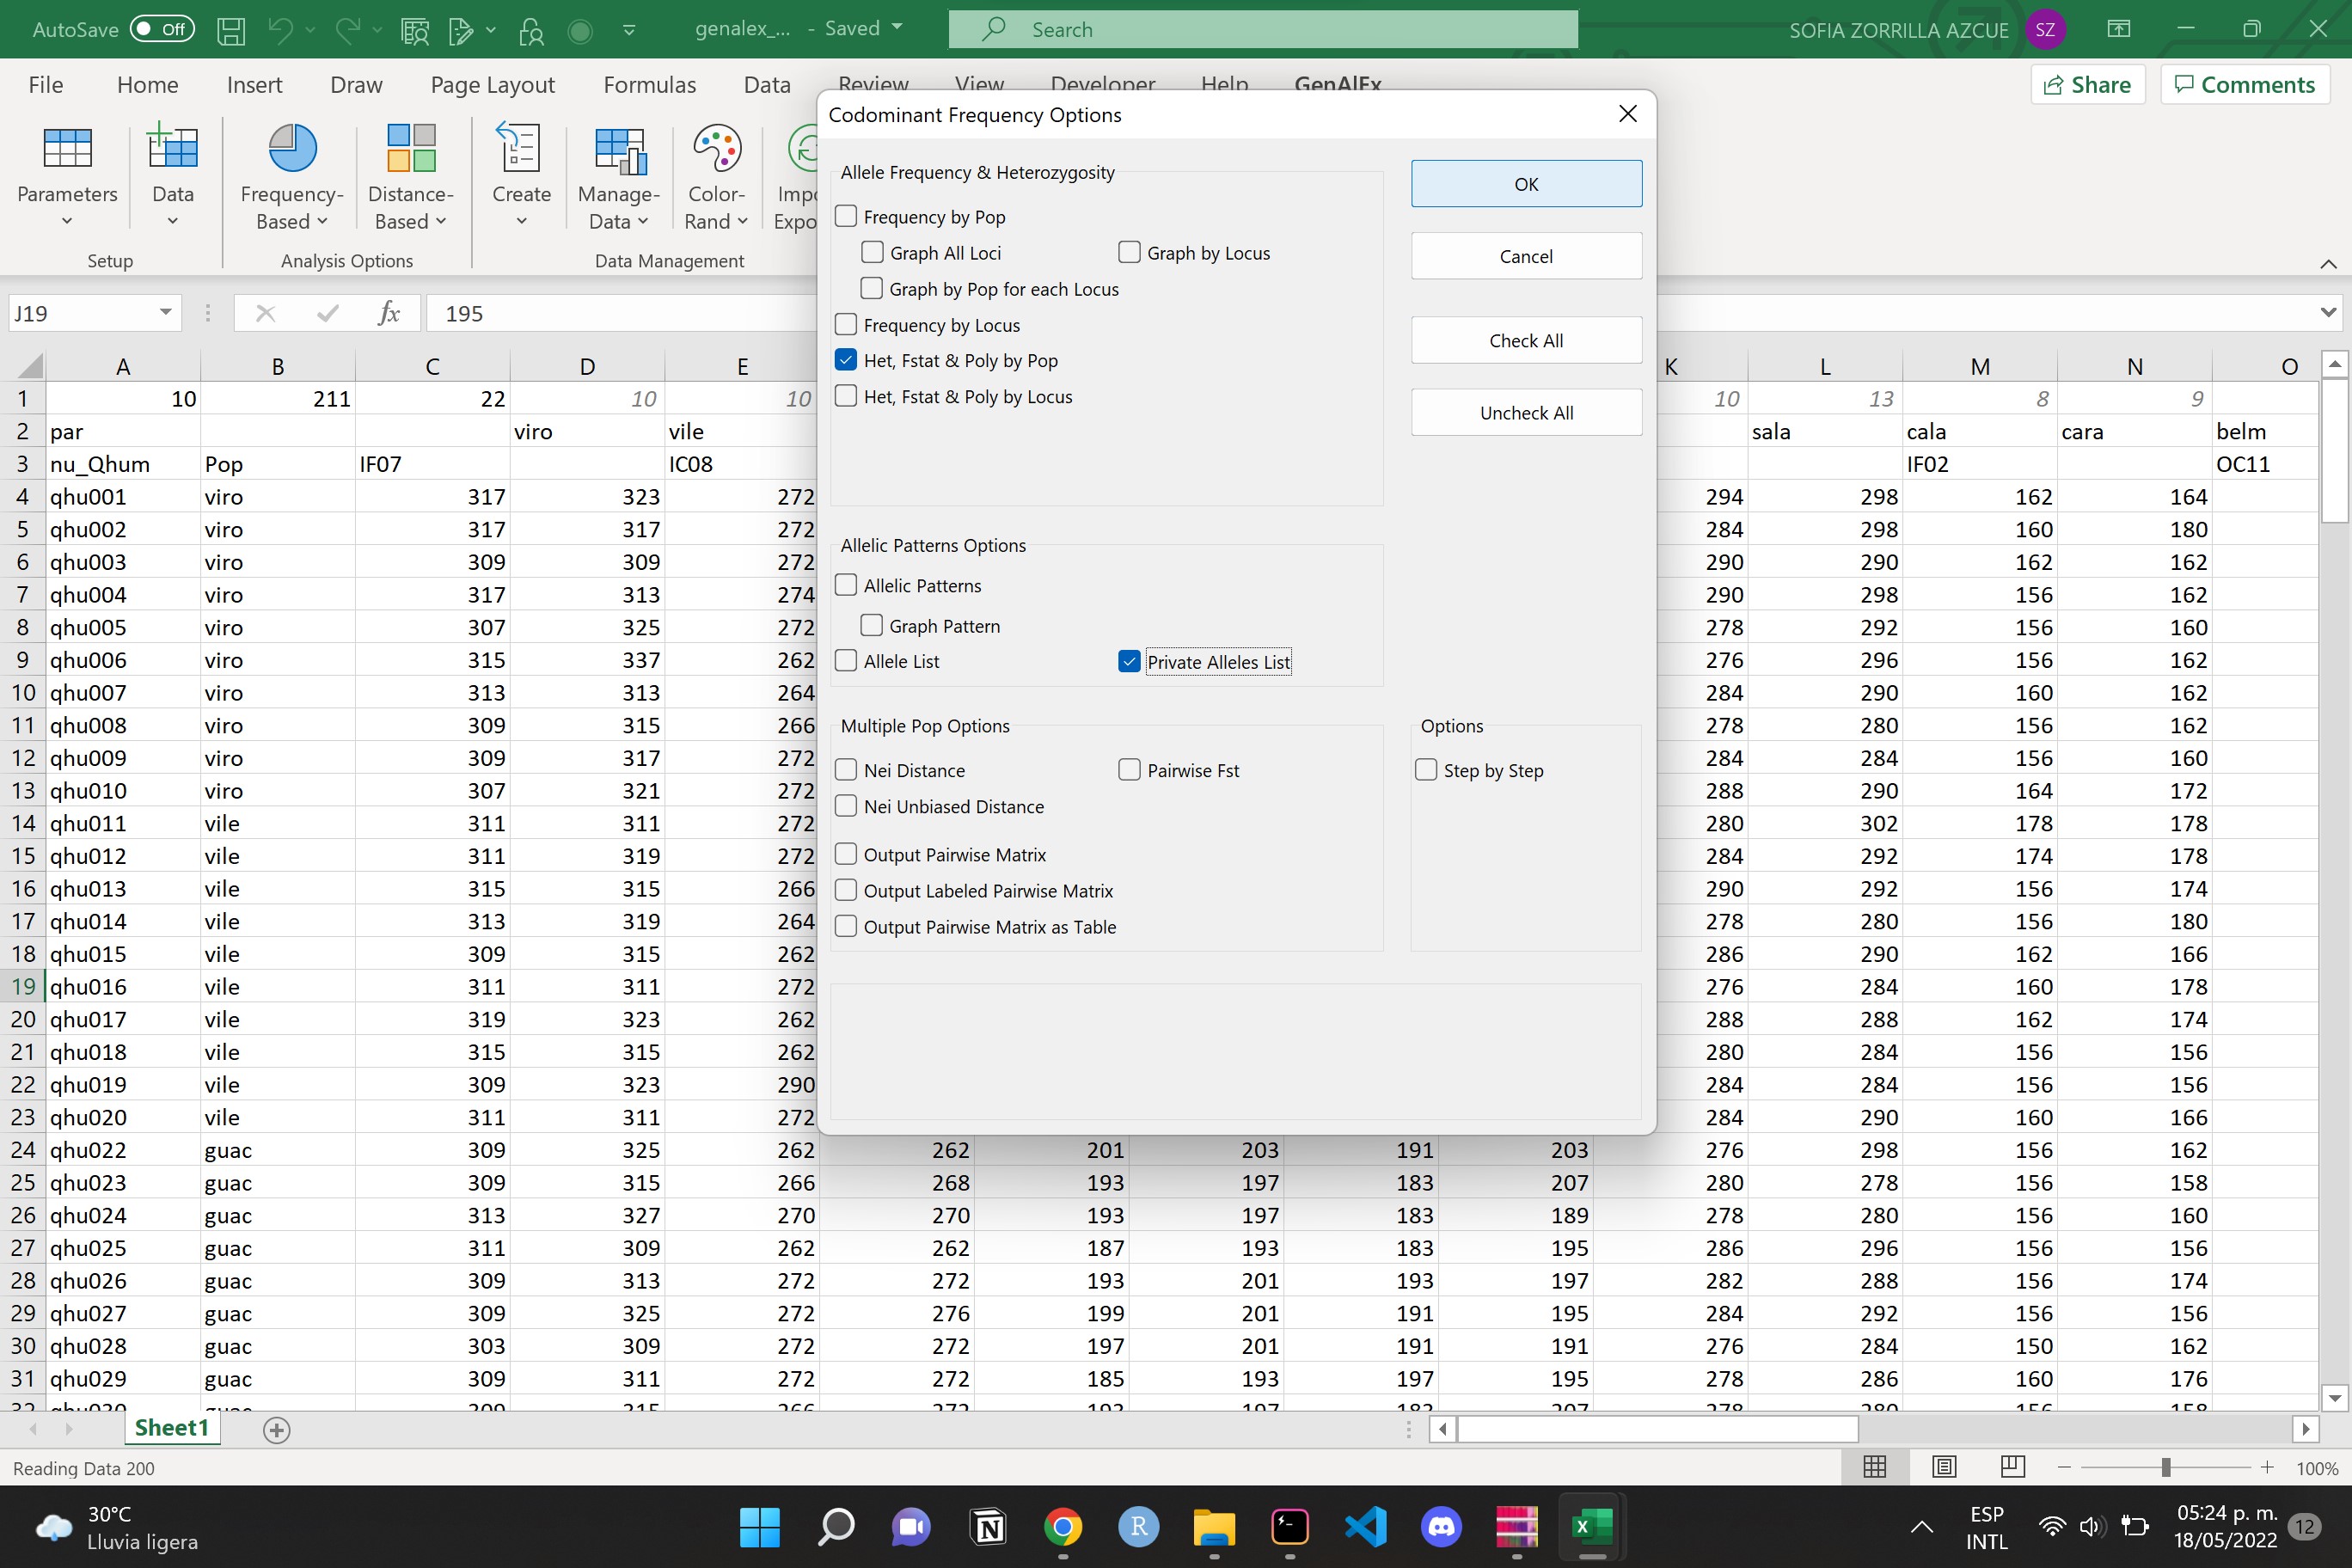 AutoSave Off genalex_... - Saved Search SOFIA ZORRILLA AZCUE SZ
File Home Insert Draw Page Layout Formulas Data Review View Developer Help GenAlEx Share Comments
Parameters Data Frequency-Based Distance-Based Create Manage-Data Color-Rand
Setup Analysis Options Data Management
J19 fx 195
Codominant Frequency Options
Allele Frequency & Heterozygosity
Frequency by Pop
Graph All Loci Graph by Locus
Graph by Pop for each Locus
Frequency by Locus
Het, Fstat & Poly by Pop
Het, Fstat & Poly by Locus
OK
Cancel
Check All
Uncheck All
Allelic Patterns Options
Allelic Patterns
Graph Pattern
Allele List Private Alleles List
Multiple Pop Options
Nei Distance Pairwise Fst
Nei Unbiased Distance
Output Pairwise Matrix
Output Labeled Pairwise Matrix
Output Pairwise Matrix as Table
Options
Step by Step
A B C D E K L M N O
1 10 211 22 10 10 10 13 8 9
2 par viro vile sala cala cara belm
3 nu_Qhum Pop IF07 IC08 IF02 OC11
4 qhu001 viro 317 323 272 294 298 162 164
5 qhu002 viro 317 317 272 284 298 160 180
6 qhu003 viro 309 309 272 290 290 162 162
7 qhu004 viro 317 313 274 290 298 156 162
8 qhu005 viro 307 325 272 278 292 156 160
9 qhu006 viro 315 337 262 276 296 156 162
10 qhu007 viro 313 313 264 284 290 160 162
11 qhu008 viro 309 315 266 278 280 156 162
12 qhu009 viro 309 317 272 284 284 156 160
13 qhu010 viro 307 321 272 288 290 164 172
14 qhu011 vile 311 311 272 280 302 178 178
15 qhu012 vile 311 319 272 284 292 174 178
16 qhu013 vile 315 315 266 290 292 156 174
17 qhu014 vile 313 319 264 278 280 156 180
18 qhu015 vile 309 315 262 286 290 162 166
19 qhu016 vile 311 311 272 276 284 160 178
20 qhu017 vile 319 323 262 288 288 162 174
21 qhu018 vile 315 315 262 280 284 156 156
22 qhu019 vile 309 323 290 284 284 156 156
23 qhu020 vile 311 311 272 284 290 160 166
24 qhu022 guac 309 325 262 262 201 203 191 203 276 298 156 162
25 qhu023 guac 309 315 266 268 193 197 183 207 280 278 156 158
26 qhu024 guac 313 327 270 270 193 197 183 189 278 280 156 160
27 qhu025 guac 311 309 262 262 187 193 183 195 286 296 156 156
28 qhu026 guac 309 313 272 272 193 201 193 197 282 288 156 174
29 qhu027 guac 309 325 272 276 199 201 191 195 284 292 156 156
30 qhu028 guac 303 309 272 272 197 201 191 191 276 284 150 162
31 qhu029 guac 309 311 272 272 185 193 197 195 278 286 160 176
Sheet1
Reading Data 200 100%
30°C
Lluvia ligera
ESP
INTL
05:24 p. m.
18/05/2022
12